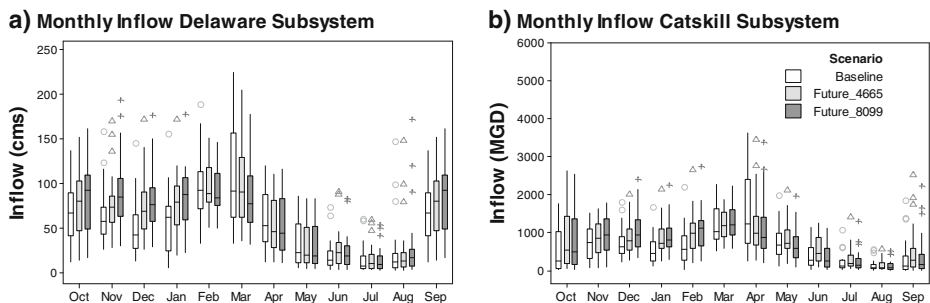 a) Monthly Inflow Delaware Subsystem
Inflow (cms)
250
200
150
100
50
0
Oct Nov Dec Jan Feb Mar Apr May Jun Jul Aug Sep
b) Monthly Inflow Catskill Subsystem
Inflow (MGD)
6000
5000
4000
3000
2000
1000
0
Scenario
Baseline
Future_4665
Future_8099
Oct Nov Dec Jan Feb Mar Apr May Jun Jul Aug Sep